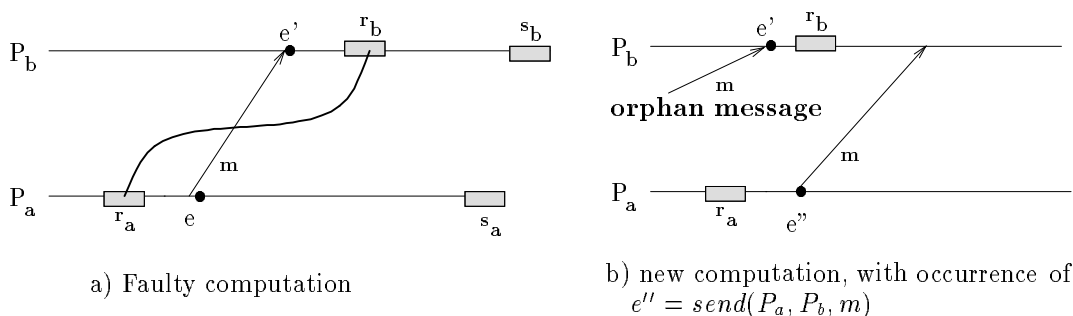 e' r_b s_b
P_b
m
P_a
r_a e s_a
a) Faulty computation
e' r_b
P_b
m
orphan message
m
P_a
r_a e''
b) new computation, with occurrence of
e'' = send(P_a, P_b, m)